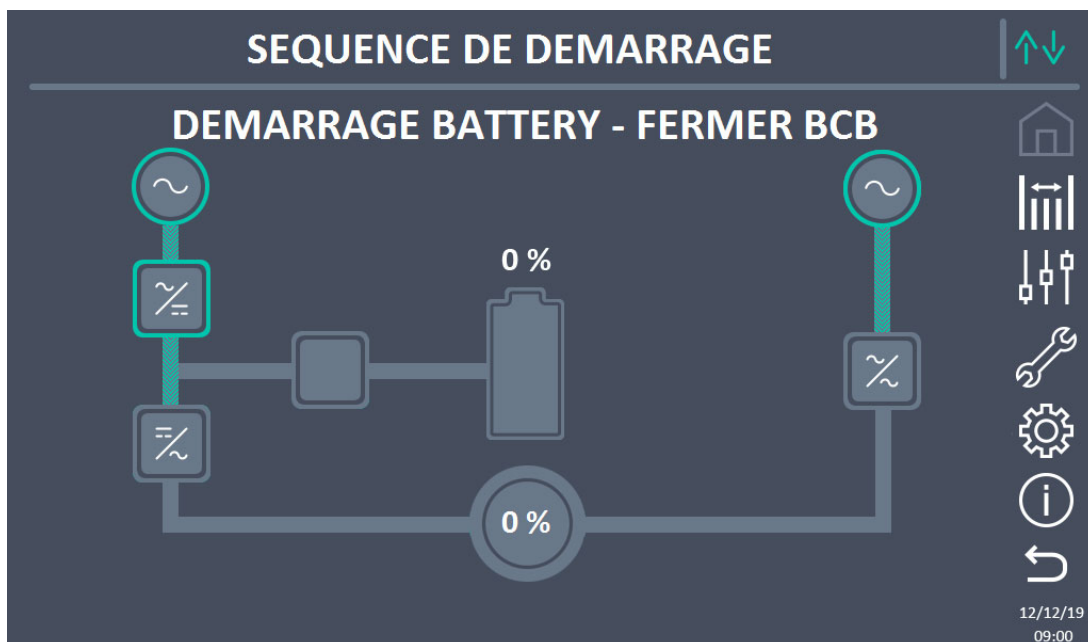 SEQUENCE DE DEMARRAGE
DEMARRAGE BATTERY - FERMER BCB
0 %
0 %
12/12/19
09:00